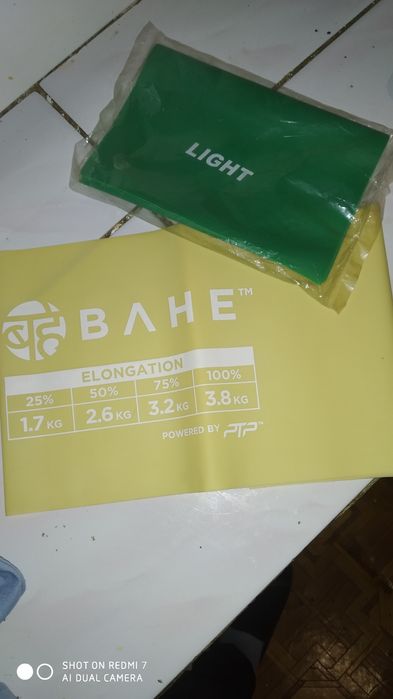 LIGHT
बहे BAHE™
ELONGATION
25% 50% 75% 100%
1.7 KG 2.6 KG 3.2 KG 3.8 KG
POWERED BY PTP™
SHOT ON REDMI 7
AI DUAL CAMERA